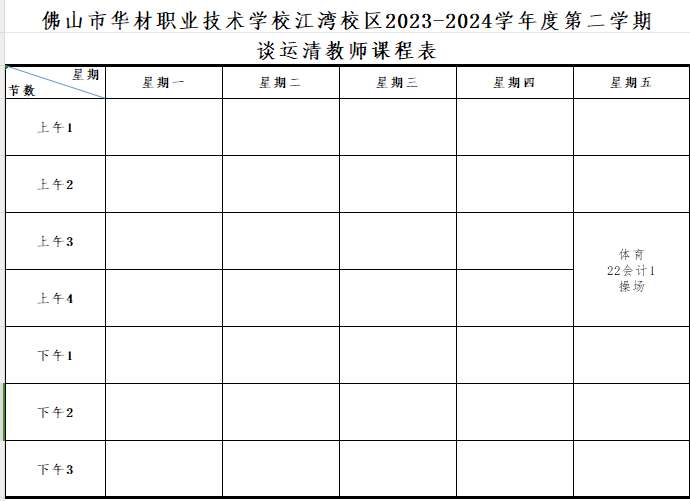 佛山市华材职业技术学校江湾校区2023-2024学年度第二学期
谈运清教师课程表
星期
节数
星期一
星期二
星期三
星期四
星期五
上午1
上午2
上午3
体育
22会计1
操场
上午4
下午1
下午2
下午3